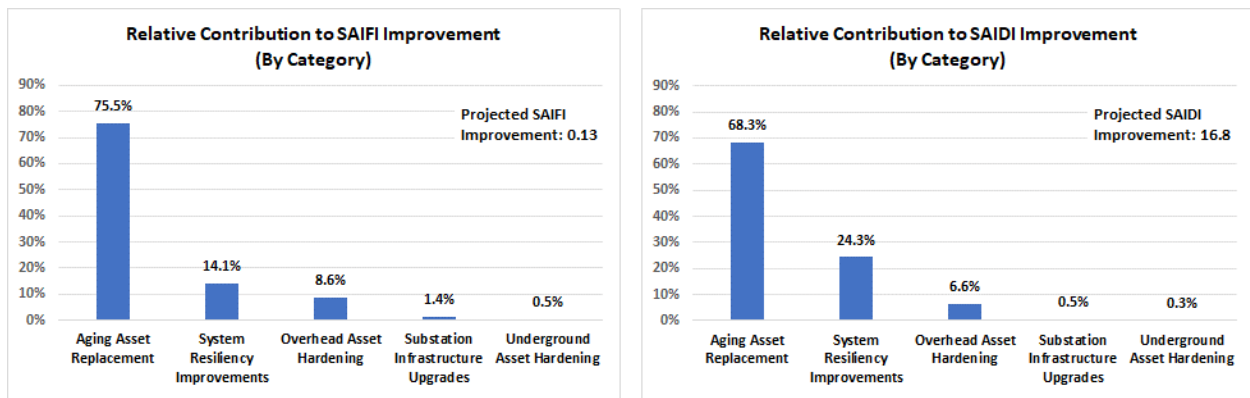 Relative Contribution to SAIFI Improvement
(By Category)
90%
80%
70%
60%
50%
40%
30%
20%
10%
0%
75.5%
14.1%
8.6%
1.4%
0.5%
Projected SAIFI
Improvement: 0.13
Aging Asset
Replacement
System
Resiliency
Improvements
Overhead Asset
Hardening
Substation
Infrastructure
Upgrades
Underground
Asset Hardening
Relative Contribution to SAIDI Improvement
(By Category)
90%
80%
70%
60%
50%
40%
30%
20%
10%
0%
68.3%
24.3%
6.6%
0.5%
0.3%
Projected SAIDI
Improvement: 16.8
Aging Asset
Replacement
System
Resiliency
Improvements
Overhead Asset
Hardening
Substation
Infrastructure
Upgrades
Underground
Asset Hardening